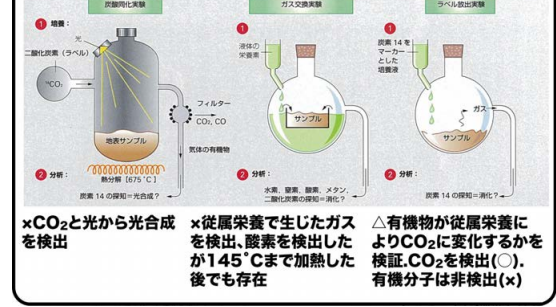 炭酸同化実験
ガス交換実験
ラベル放出実験
1 培養：
光
二酸化炭素（ラベル）
¹⁴CO₂
地表サンプル
フィルター
CO₂, CO
気体の有機物
2 分析：
熱分解［675˚C］
炭素 14 の探知＝光合成？
1
液体の
栄養素
サンプル
2 分析：
水素、窒素、酸素、メタン、
二酸化炭素の探知＝消化？
1
炭素 14 を
マーカー
とした
培養液
ガス
サンプル
2 分析：
炭素 14 の探知＝消化？
×CO₂と光から光合成
を検出
×従属栄養で生じたガス
を検出、酸素を検出した
が145˚Cまで加熱した
後でも存在
△有機物が従属栄養に
よりCO₂に変化するかを
検証.CO₂を検出(○).
有機分子は非検出(×)